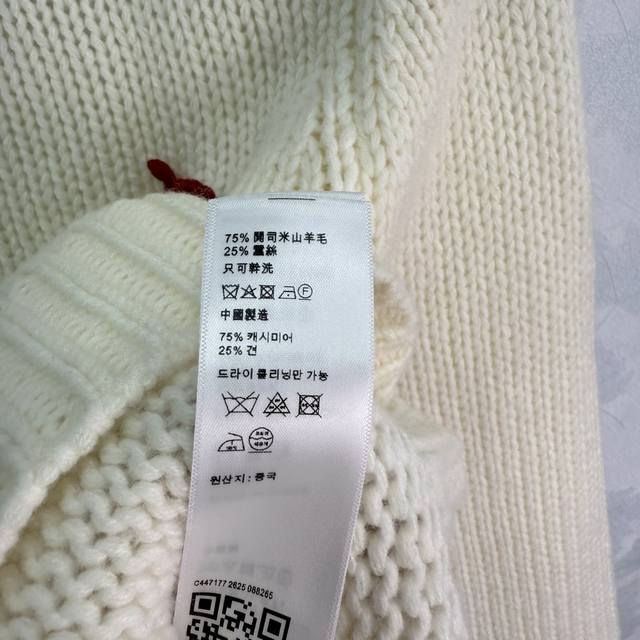 75% 開司米山羊毛
25% 蠶絲
只可幹洗
F
中國製造
75% 캐시미어
25% 견
드라이 클리닝만 가능
원산지: 중국
C447177 2625 088265